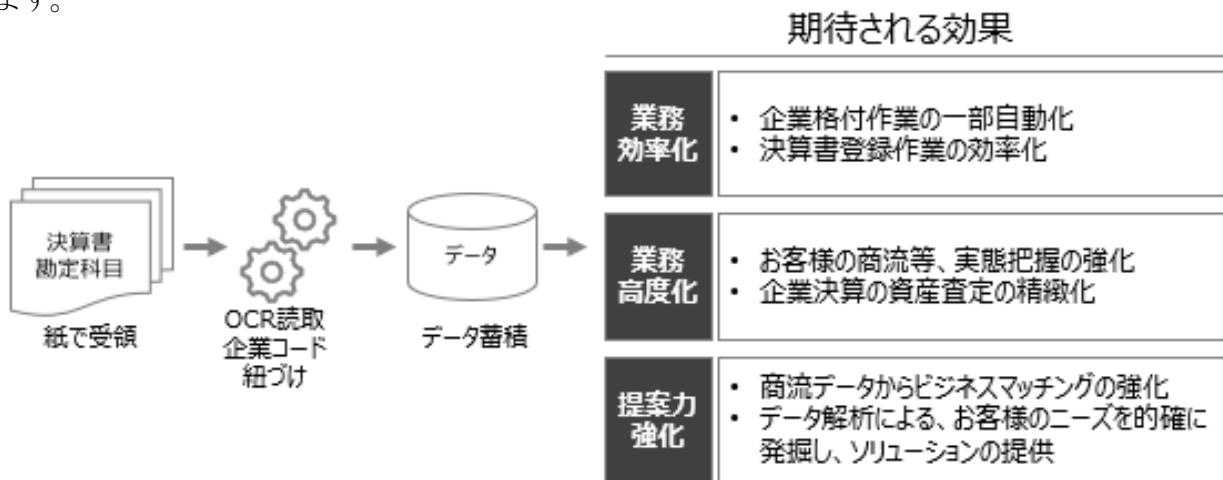 ます。
期待される効果
決算書
勘定科目
紙で受領
OCR読取
企業コード
紐づけ
データ
データ蓄積
業務
効率化
• 企業格付作業の一部自動化
• 決算書登録作業の効率化
業務
高度化
• お客様の商流等、実態把握の強化
• 企業決算の資産査定の精緻化
提案力
強化
• 商流データからビジネスマッチングの強化
• データ解析による、お客様のニーズを的確に
発掘し、ソリューションの提供